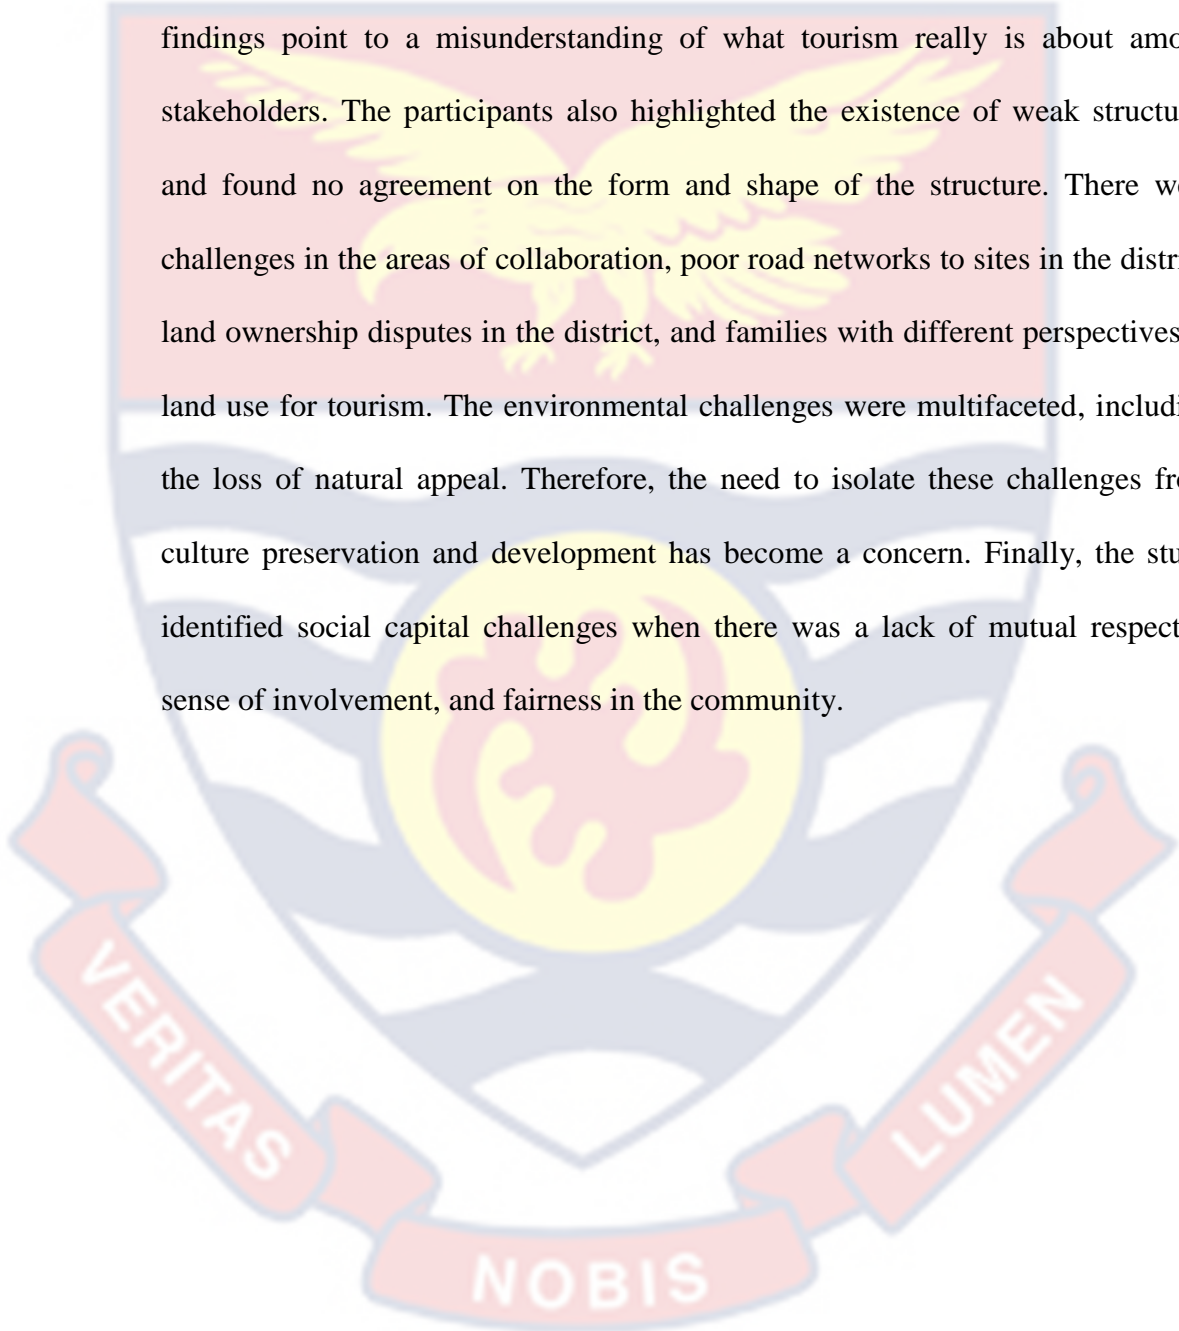 findings point to a misunderstanding of what tourism really is about amo
stakeholders. The participants also highlighted the existence of weak structu
and found no agreement on the form and shape of the structure. There we
challenges in the areas of collaboration, poor road networks to sites in the distri
land ownership disputes in the district, and families with different perspectives
land use for tourism. The environmental challenges were multifaceted, includi
the loss of natural appeal. Therefore, the need to isolate these challenges fro
culture preservation and development has become a concern. Finally, the stu
identified social capital challenges when there was a lack of mutual respect
sense of involvement, and fairness in the community.
VERITAS
NOBIS
LUMEN